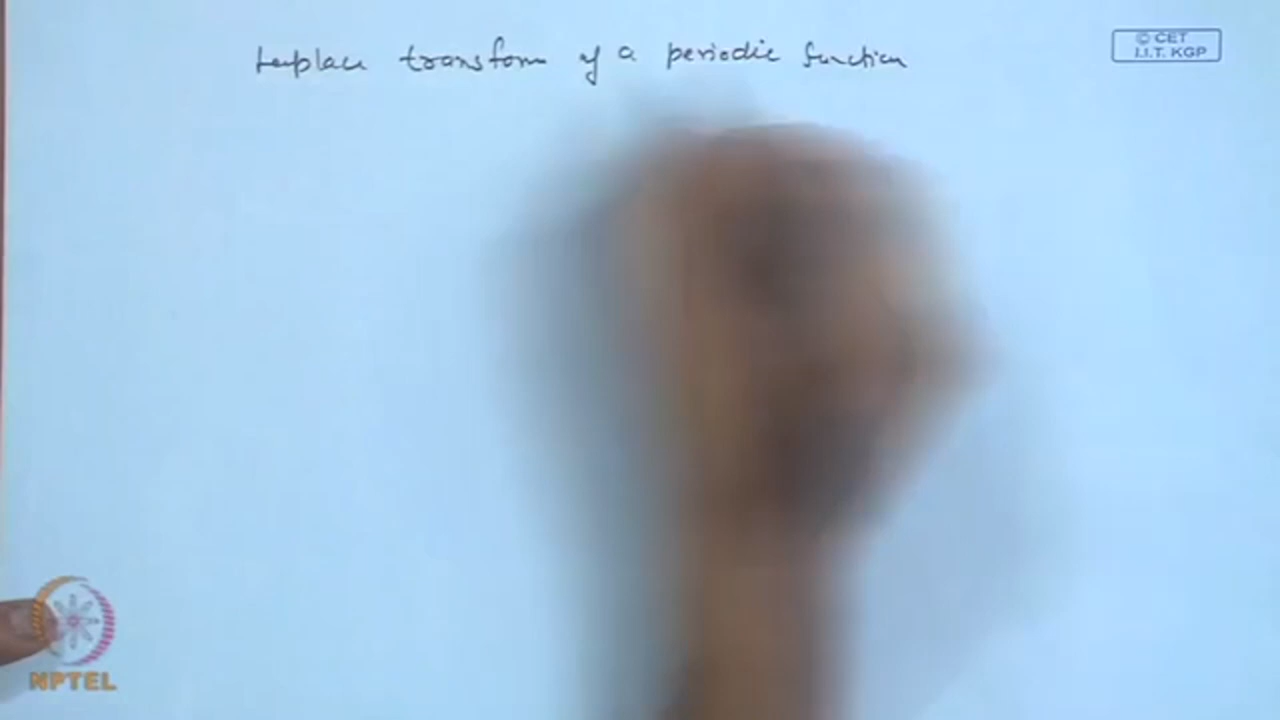 Laplace transform of a periodic function
© CET
I.I.T. KGP
NPTEL